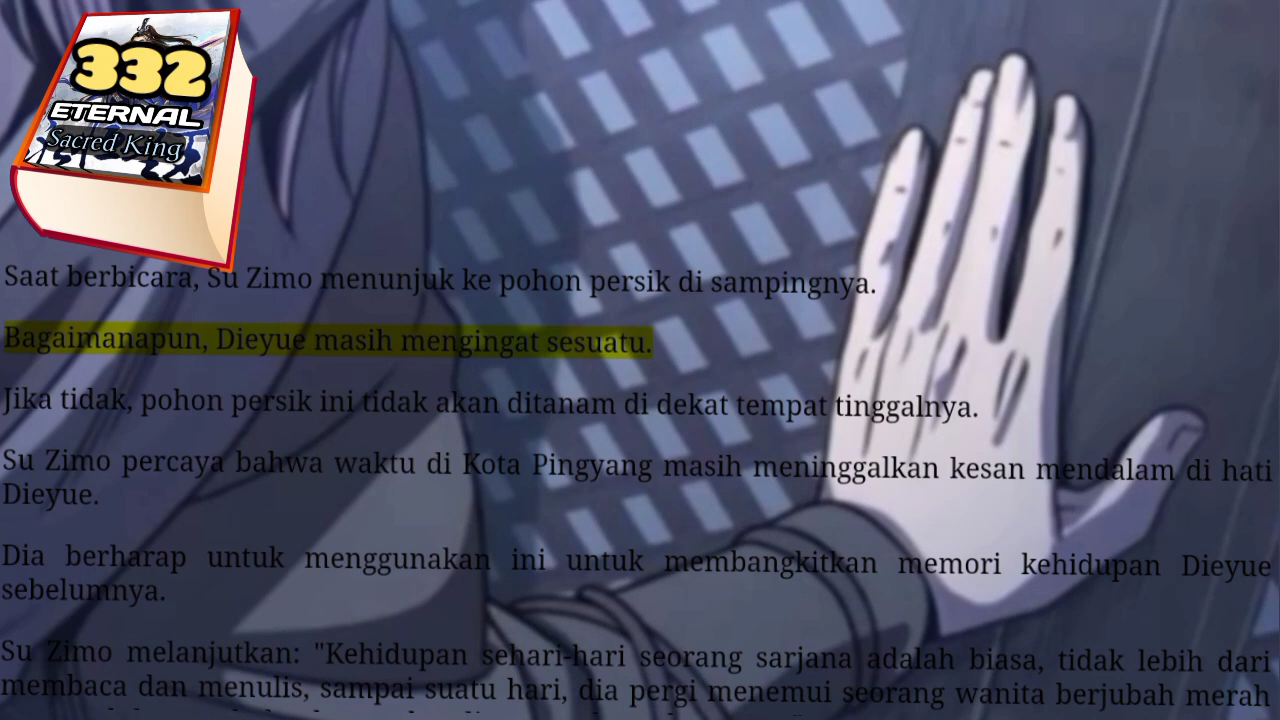 332
ETERNAL
Sacred King
Saat berbicara, Su Zimo menunjuk ke pohon persik di sampingnya.
Bagaimanapun, Dieyue masih mengingat sesuatu.
Jika tidak, pohon persik ini tidak akan ditanam di dekat tempat tinggalnya.
Su Zimo percaya bahwa waktu di Kota Pingyang masih meninggalkan kesan mendalam di hati
Dieyue.
Dia berharap untuk menggunakan ini untuk membangkitkan memori kehidupan Dieyue
sebelumnya.
Su Zimo melanjutkan: "Kehidupan sehari-hari seorang sarjana adalah biasa, tidak lebih dari
membaca dan menulis, sampai suatu hari, dia pergi menemui seorang wanita berjubah merah